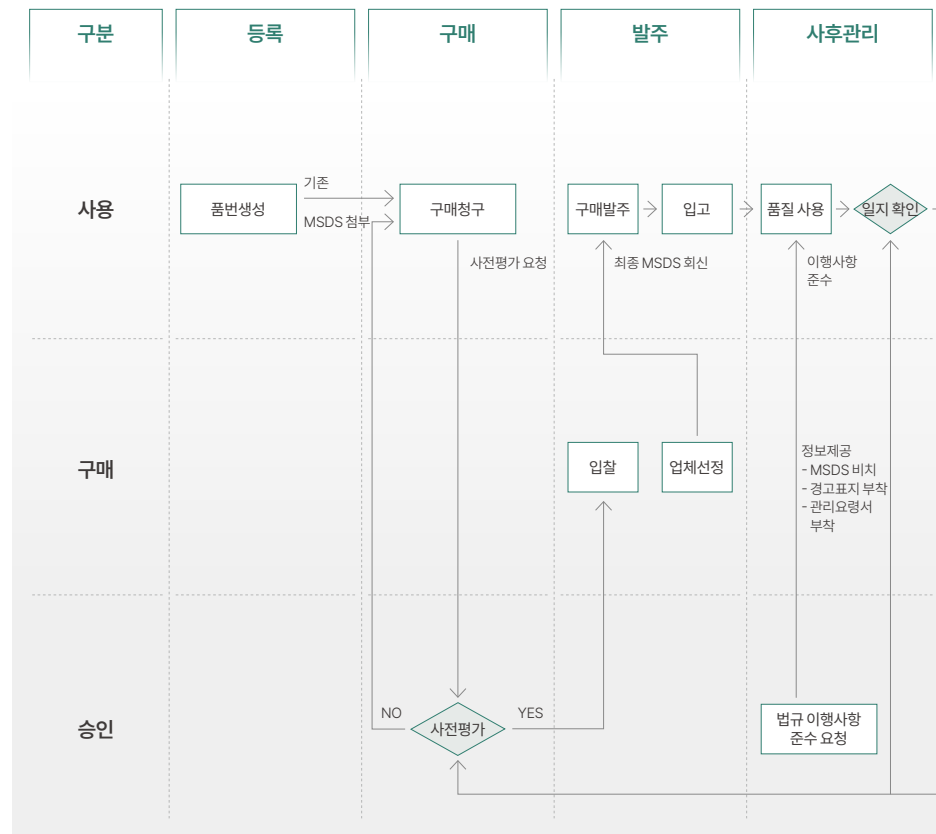 구분
등록
구매
발주
사후관리
사용
품번생성
기존
MSDS 첨부
구매청구
사전평가 요청
구매발주
입고
최종 MSDS 회신
품질 사용
일지 확인
이행사항
준수
구매
입찰
업체선정
정보제공
- MSDS 비치
- 경고표지 부착
- 관리요령서
부착
승인
NO
사전평가
YES
법규 이행사항
준수 요청